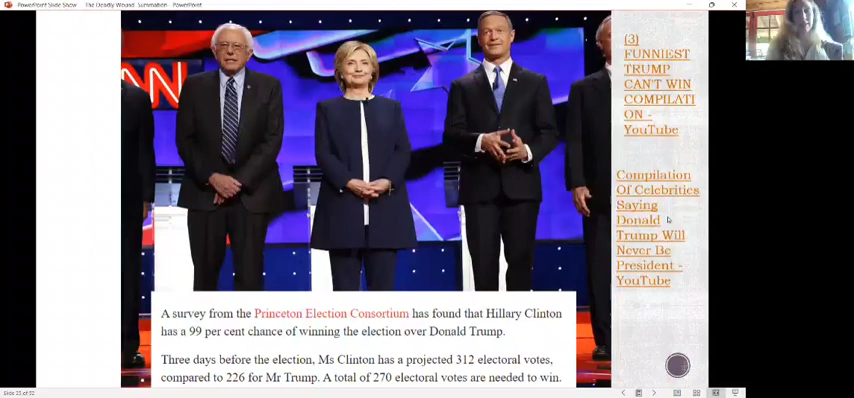 PowerPoint Slide Show
The Deadly Wound
Summation - PowerPoint
CNN
(3)
FUNNIEST
TRUMP
CAN'T WIN
COMPILATI
ON -
YouTube
Compilation
Of Celebrities
Saying
Donald
Trump Will
Never Be
President -
YouTube
A survey from the Princeton Election Consortium has found that Hillary Clinton
has a 99 per cent chance of winning the election over Donald Trump.
Three days before the election, Ms Clinton has a projected 312 electoral votes,
compared to 226 for Mr Trump. A total of 270 electoral votes are needed to win.